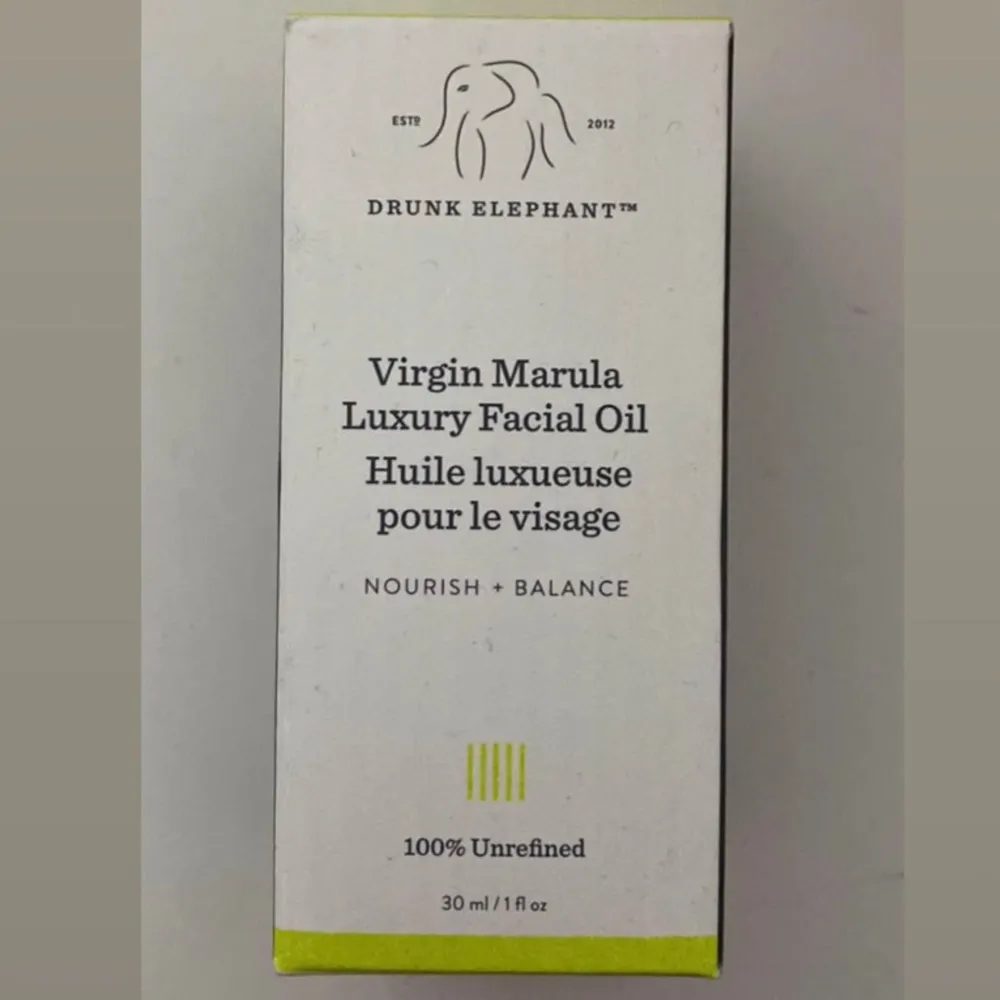 ESTD 2012
DRUNK ELEPHANT™
Virgin Marula
Luxury Facial Oil
Huile luxueuse
pour le visage
NOURISH + BALANCE
100% Unrefined
30 ml / 1 fl oz